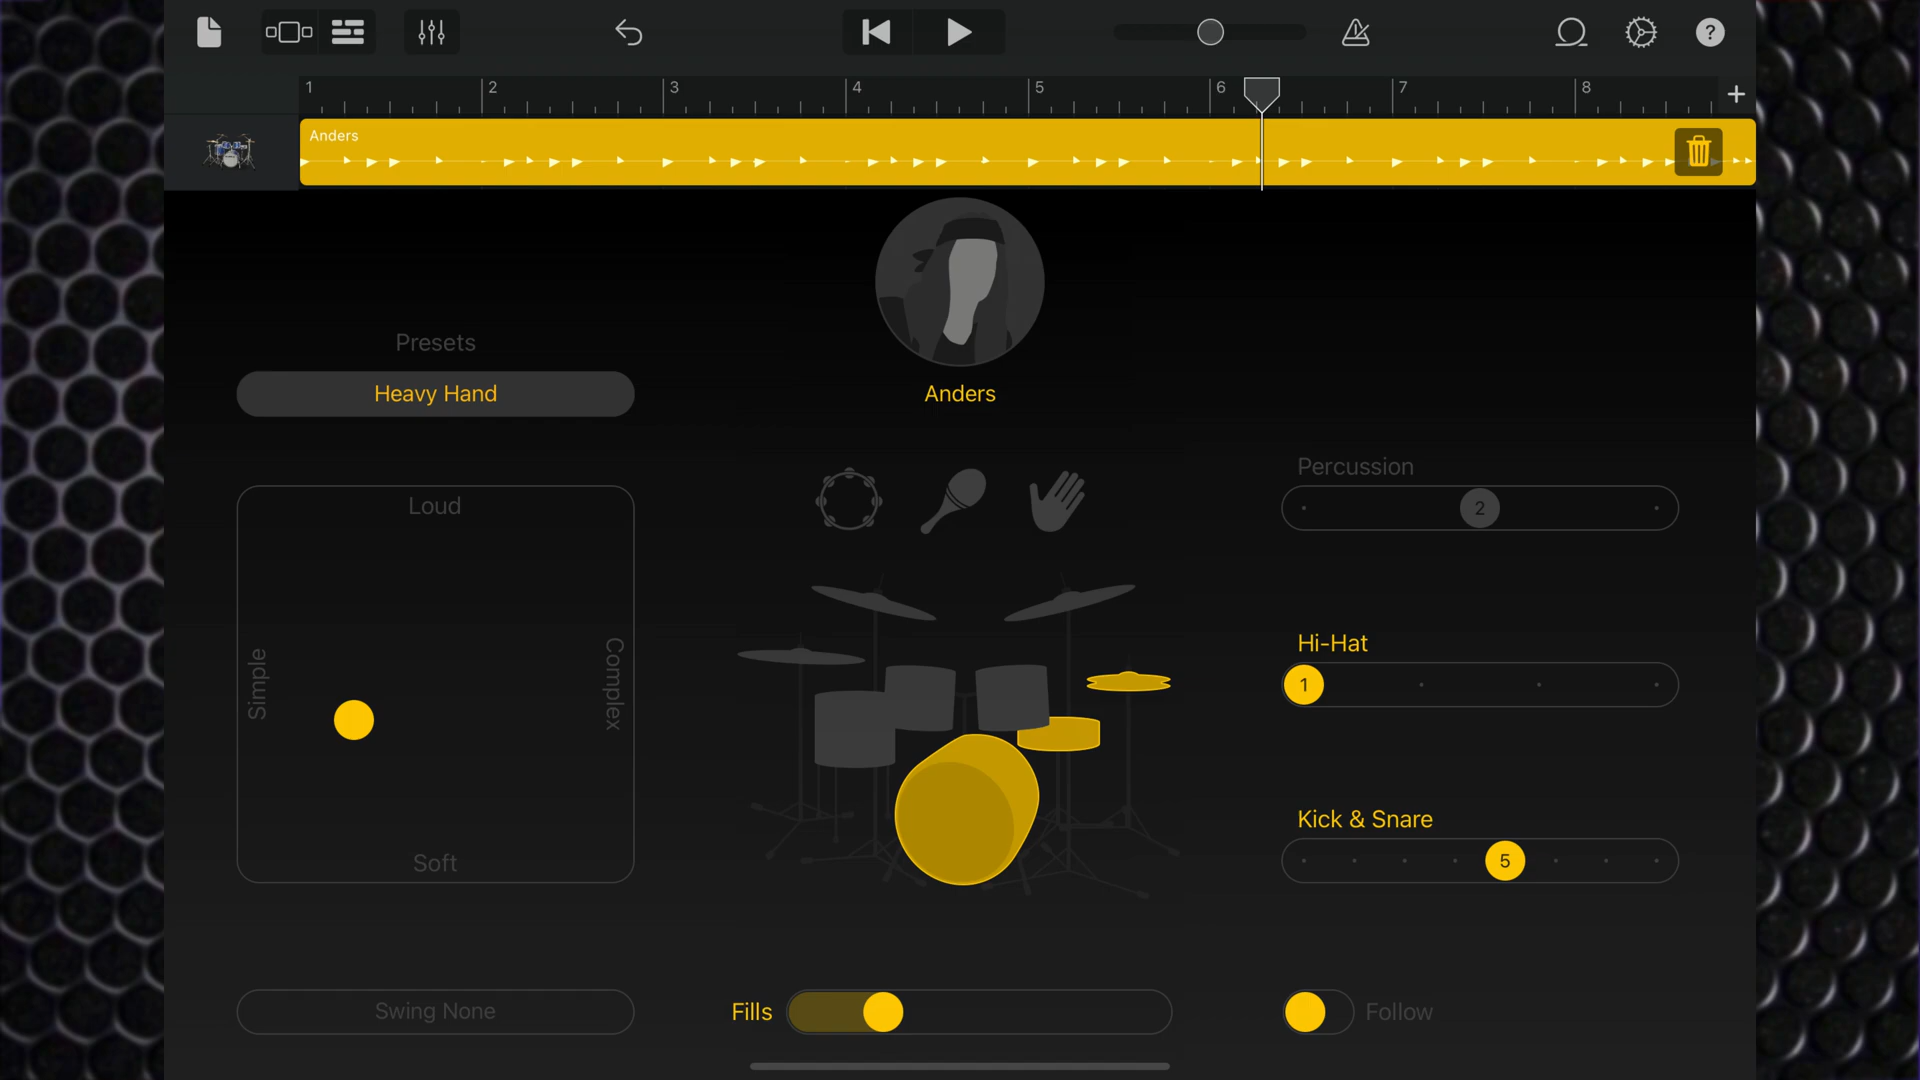 ?
1 2 3 4 5 6 7 8 +
Anders
Presets
Heavy Hand
Anders
Loud
Simple
Complex
Soft
Percussion
2
Hi-Hat
1
Kick & Snare
5
Swing None
Fills
Follow